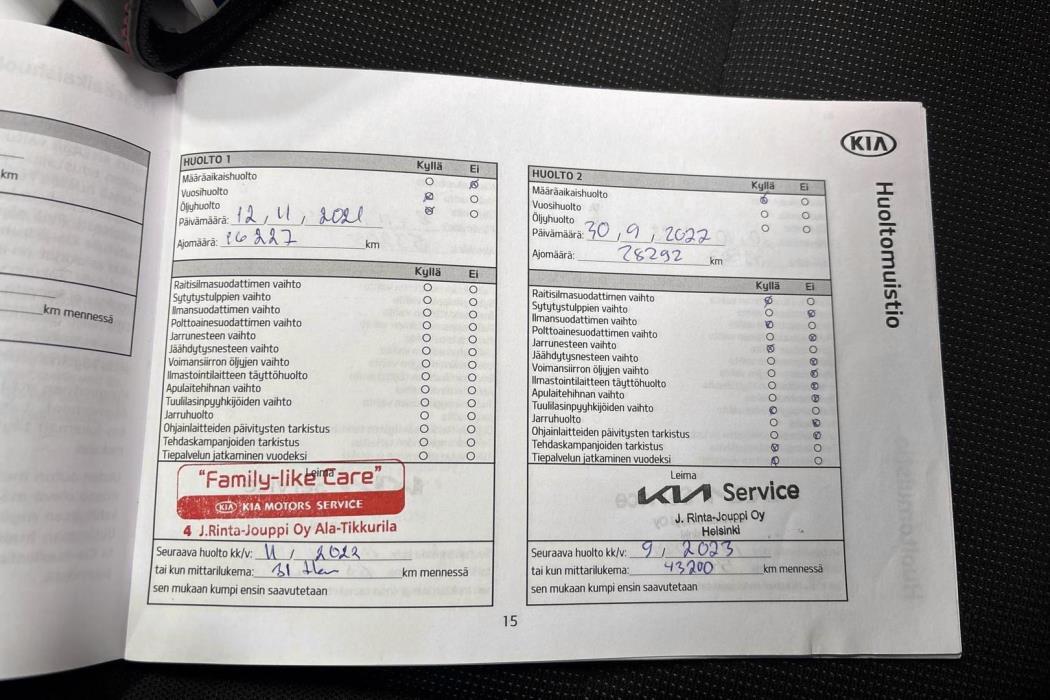 km
km mennessä
KIA
Huoltomuistio
HUOLTO 1
Kyllä Ei
Määräaikaishuolto
Vuosihuolto
Öljyhuolto
Päivämäärä: 12, 11, 2021
Ajomäärä: 16 227 km
Kyllä Ei
Raitisilmasuodattimen vaihto
Sytytystulppien vaihto
Ilmansuodattimen vaihto
Polttoainesuodattimen vaihto
Jarrunesteen vaihto
Jäähdytysnesteen vaihto
Voimansiirron öljyjen vaihto
Ilmastointilaitteen täyttöhuolto
Apulaitehihnan vaihto
Tuulilasinpyyhkijöiden vaihto
Jarruhuolto
Ohjainlaitteiden päivitysten tarkistus
Tehdaskampanjoiden tarkistus
Tiepalvelun jatkaminen vuodeksi
Leima
"Family-like Care"
KIA KIA MOTORS SERVICE
4 J.Rinta-Jouppi Oy Ala-Tikkurila
Seuraava huolto kk/v: 11 / 2022
tai kun mittarilukema: 31 km mennessä
sen mukaan kumpi ensin saavutetaan
HUOLTO 2
Kyllä Ei
Määräaikaishuolto
Vuosihuolto
Öljyhuolto
Päivämäärä: 30, 9, 2022
Ajomäärä: 28292 km
Kyllä Ei
Raitisilmasuodattimen vaihto
Sytytystulppien vaihto
Ilmansuodattimen vaihto
Polttoainesuodattimen vaihto
Jarrunesteen vaihto
Jäähdytysnesteen vaihto
Voimansiirron öljyjen vaihto
Ilmastointilaitteen täyttöhuolto
Apulaitehihnan vaihto
Tuulilasinpyyhkijöiden vaihto
Jarruhuolto
Ohjainlaitteiden päivitysten tarkistus
Tehdaskampanjoiden tarkistus
Tiepalvelun jatkaminen vuodeksi
Leima
KIA Service
J. Rinta-Jouppi Oy
Helsinki
Seuraava huolto kk/v: 9 / 2023
tai kun mittarilukema: 43200 km mennessä
sen mukaan kumpi ensin saavutetaan
15